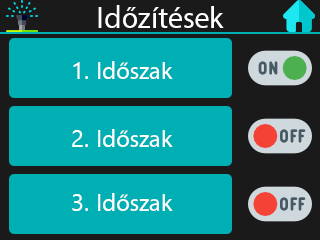 Időzítések
1. Időszak
ON
2. Időszak
OFF
3. Időszak
OFF